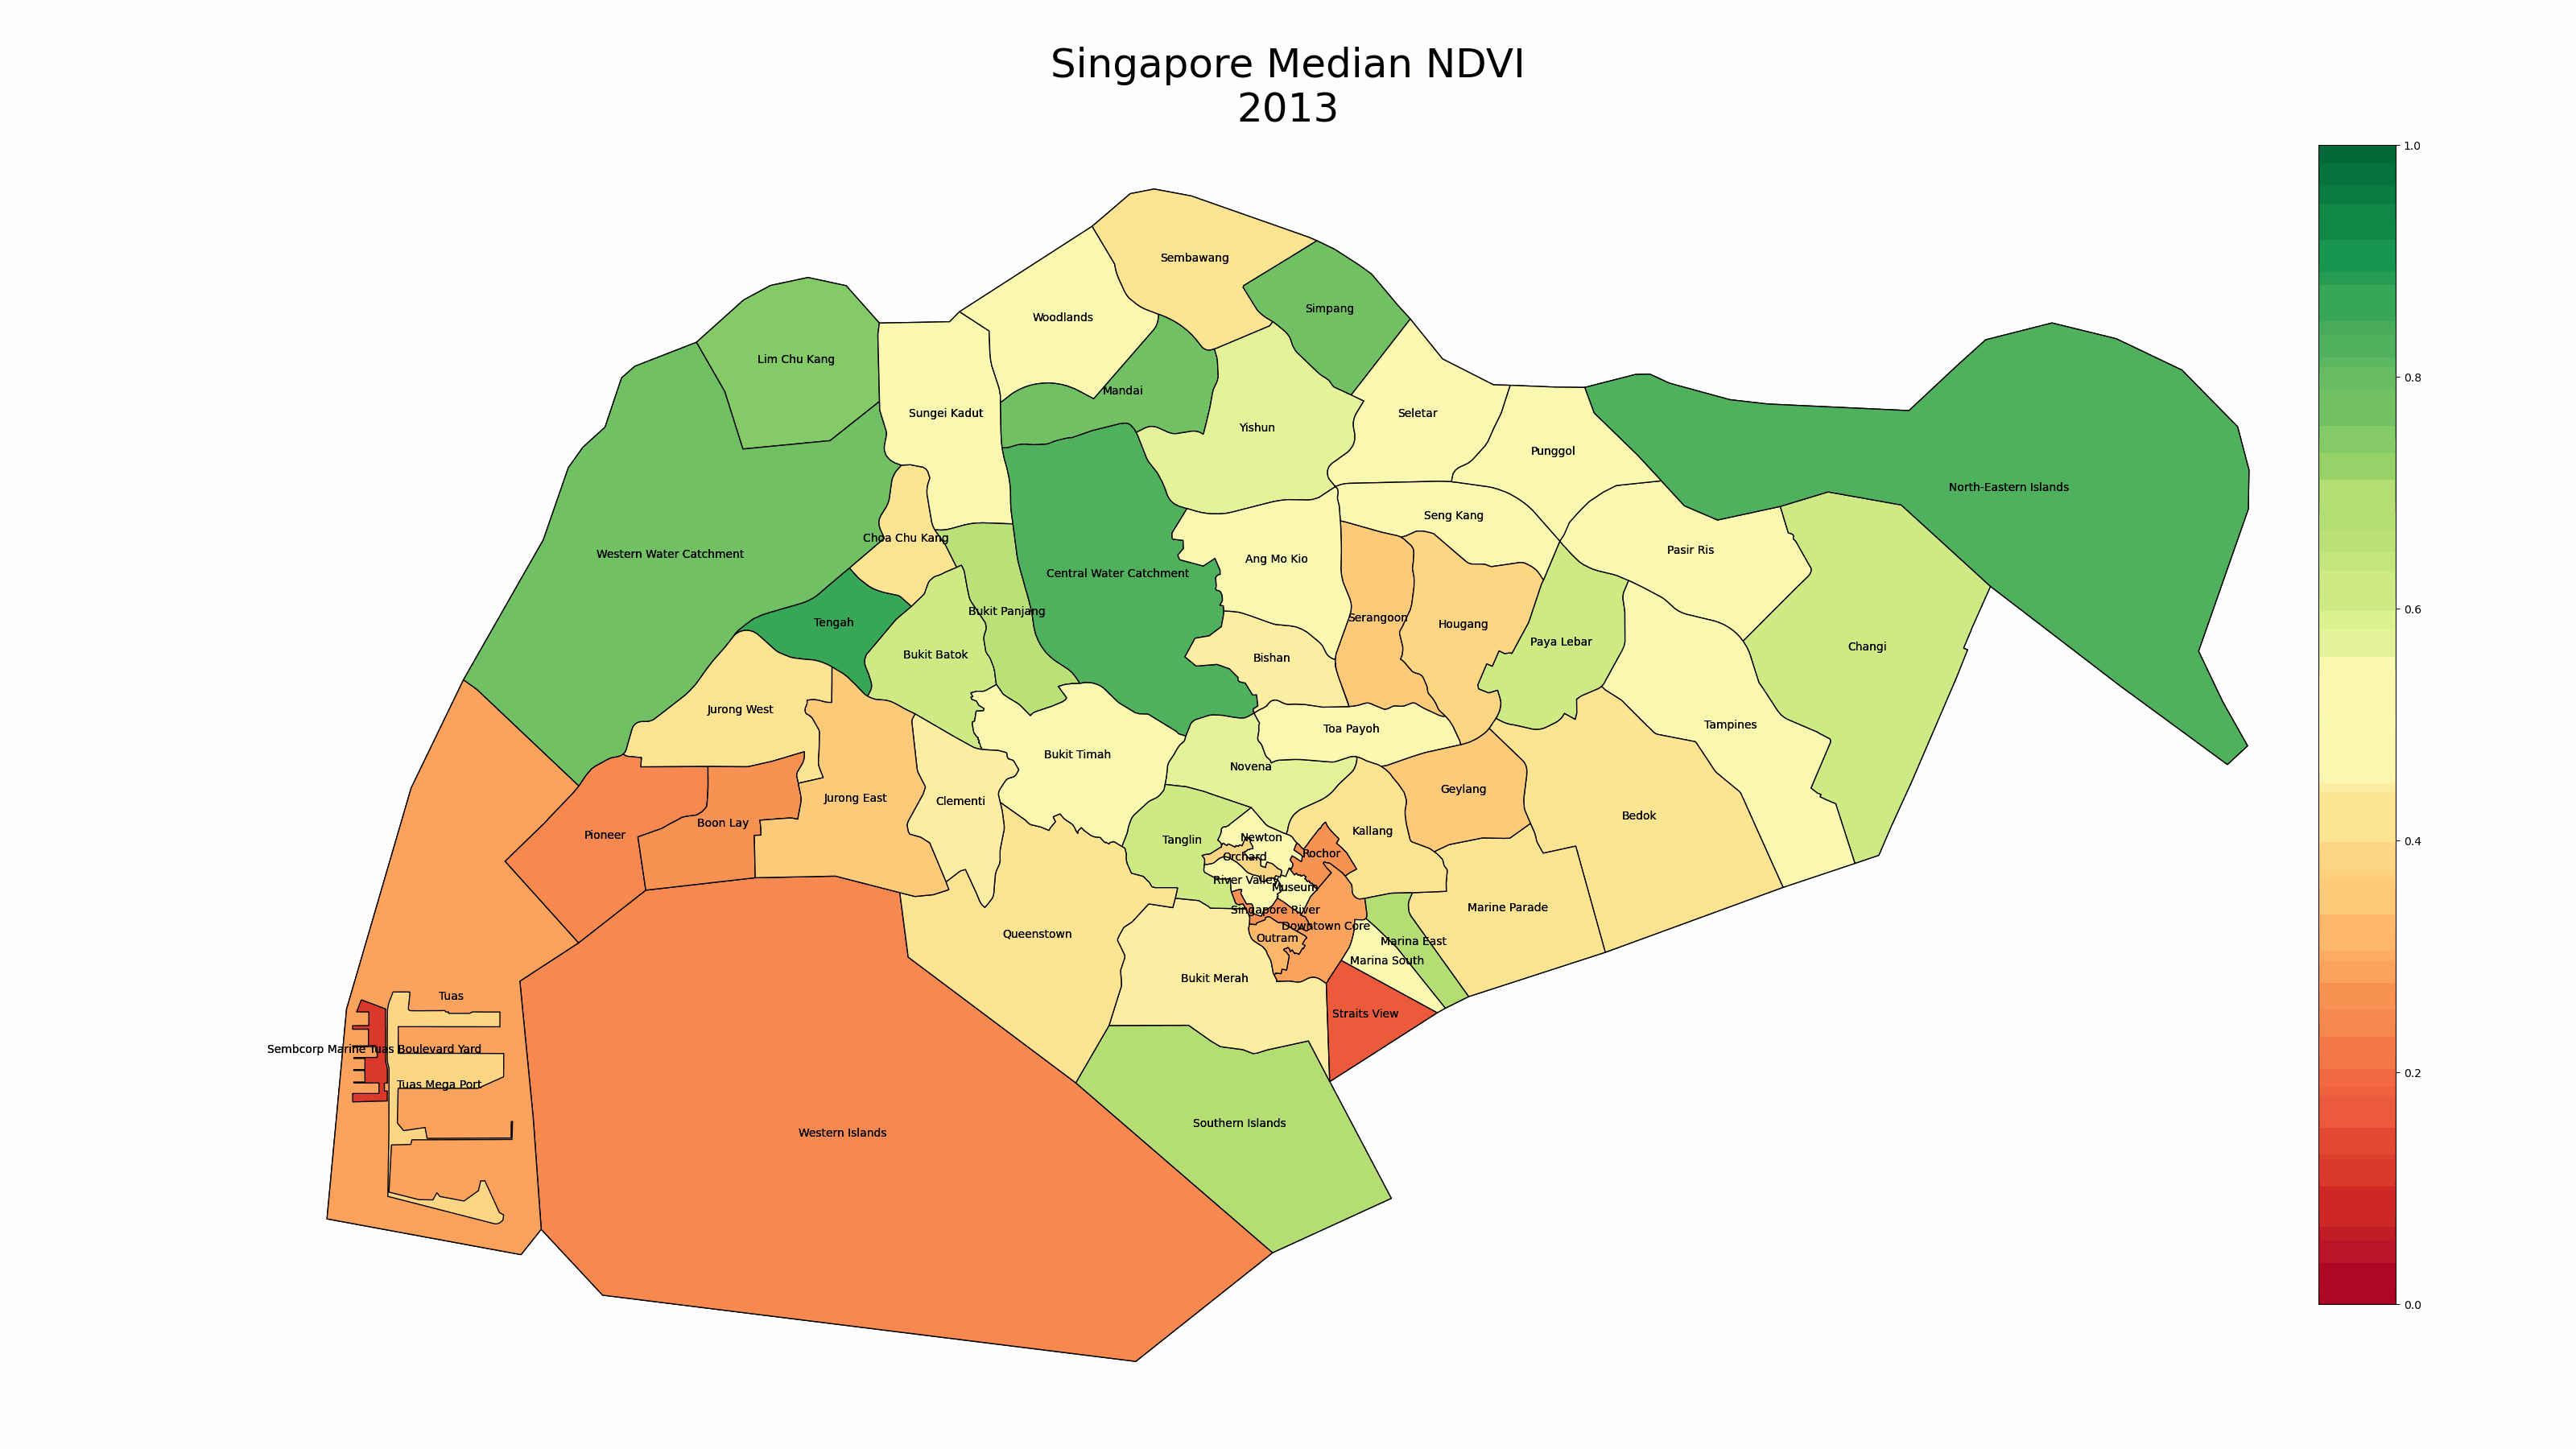 Singapore Median NDVI
2013
1.0
0.8
0.6
0.4
0.2
0.0
Sembawang
Simpang
Woodlands
Lim Chu Kang
Mandai
Sungei Kadut
Seletar
Yishun
Punggol
North-Eastern Islands
Seng Kang
Choa Chu Kang
Pasir Ris
Western Water Catchment
Ang Mo Kio
Central Water Catchment
Bukit Panjang
Serangoon
Tengah
Hougang
Paya Lebar
Changi
Bukit Batok
Bishan
Jurong West
Tampines
Toa Payoh
Bukit Timah
Novena
Geylang
Jurong East
Clementi
Bedok
Boon Lay
Kallang
Pioneer
Newton
Tanglin
Rochor
Orchard
River Valley
Museum
Marine Parade
Singapore River
Downtown Core
Queenstown
Outram
Marina East
Marina South
Bukit Merah
Tuas
Straits View
Sembcorp Marine Tuas Boulevard Yard
Tuas Mega Port
Southern Islands
Western Islands